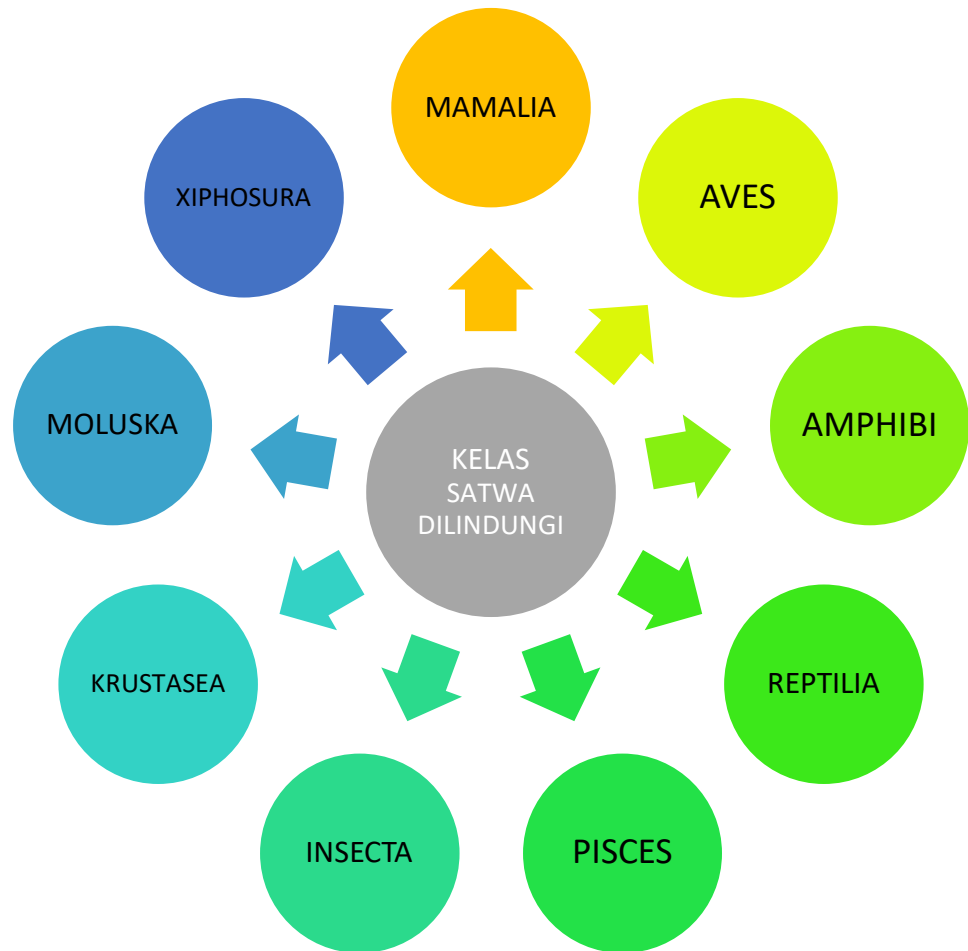 MAMALIA
AVES
AMPHIBI
REPTILIA
PISCES
INSECTA
KRUSTASEA
MOLUSKA
XIPHOSURA
KELAS
SATWA
DILINDUNGI